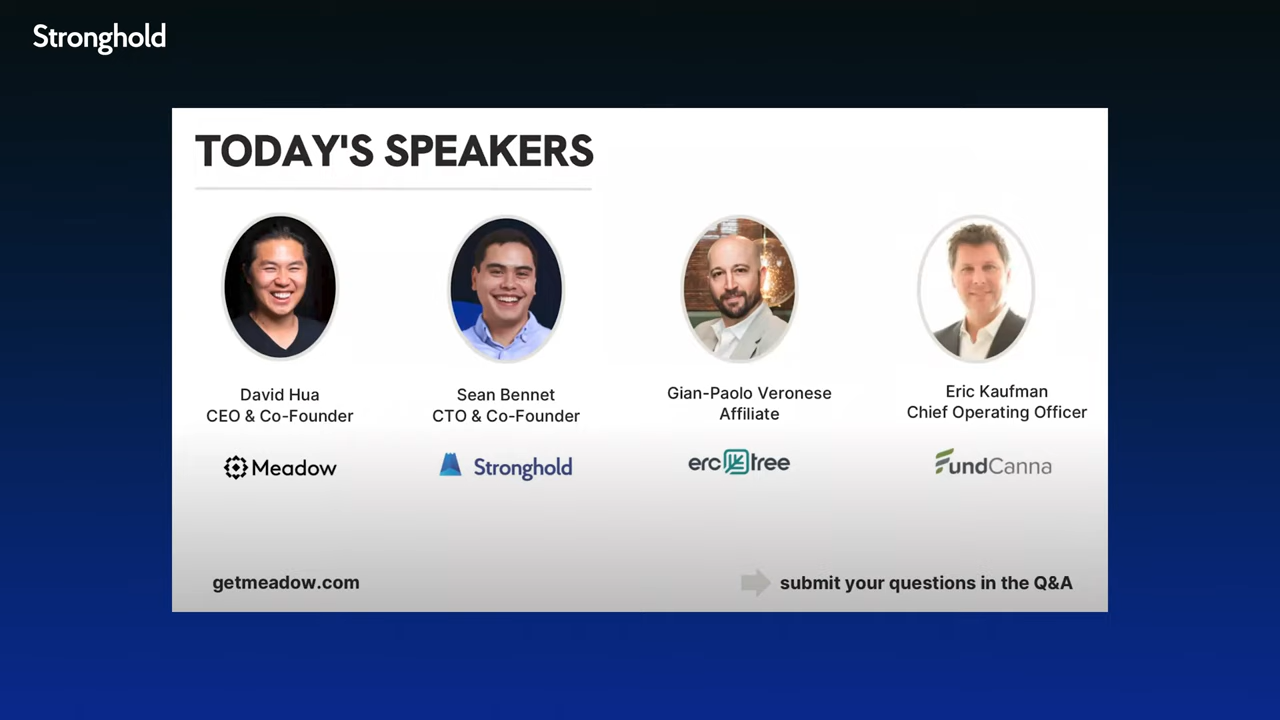 Stronghold
TODAY'S SPEAKERS
David Hua
CEO & Co-Founder
Meadow
Sean Bennet
CTO & Co-Founder
Stronghold
Gian-Paolo Veronese
Affiliate
erc tree
Eric Kaufman
Chief Operating Officer
FundCanna
getmeadow.com
submit your questions in the Q&A